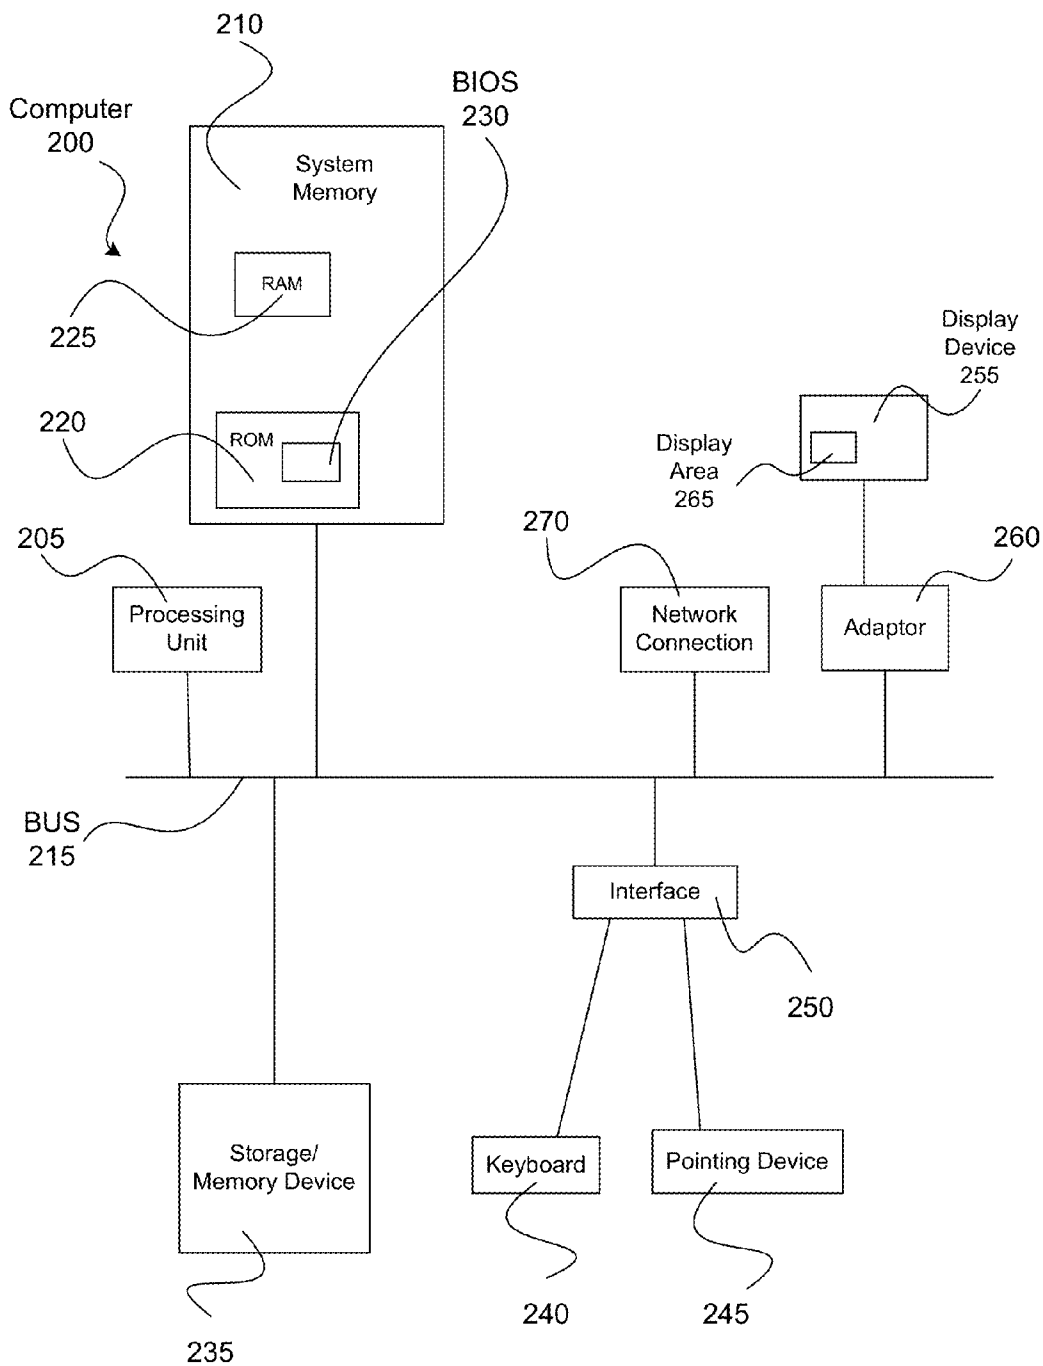 210
BIOS
230
Computer
200
System
Memory
RAM
225
Display
Device
255
220
ROM
Display
Area
265
270
205
260
Processing
Unit
Network
Connection
Adaptor
BUS
215
Interface
250
Storage/
Memory Device
Keyboard
Pointing Device
240
245
235